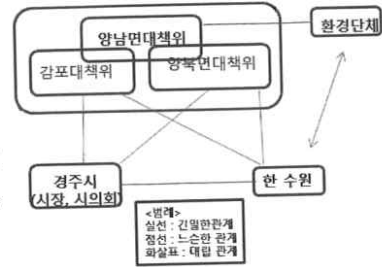 양남면대책위
환경단체
감포대책위
양북면대책위
경주시
(시장, 시의회)
한 수원
<범례>
실선 : 긴밀한관계
점선 : 느슨한 관계
화살표 : 대립 관계